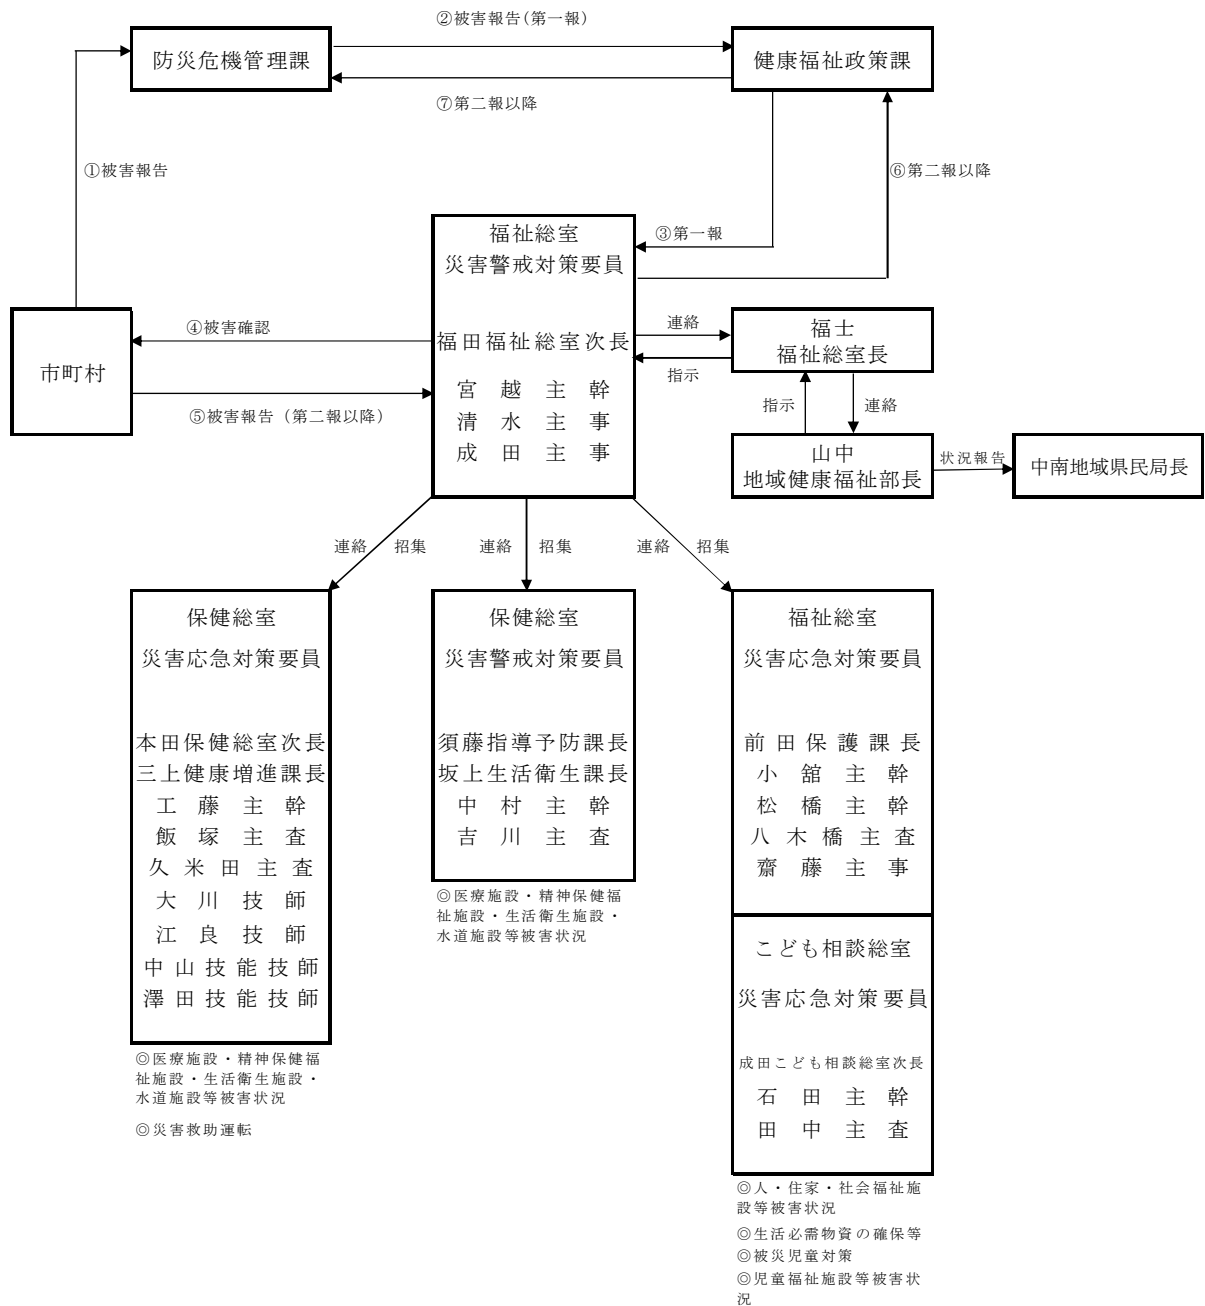 ②被害報告(第一報)
防災危機管理課
健康福祉政策課
⑦第二報以降
①被害報告
⑥第二報以降
③第一報
福祉総室
災害警戒対策要員
福田福祉総室次長
宮越主幹
清水主事
成田主事
④被害確認
市町村
⑤被害報告（第二報以降）
連絡
指示
福士
福祉総室長
指示
連絡
山中
地域健康福祉部長
状況報告
中南地域県民局長
連絡 招集
連絡 招集
連絡 招集
保健総室
災害応急対策要員
本田保健総室次長
三上健康増進課長
工藤主幹
飯塚主査
久米田主査
大川技師
江良技師
中山技能技師
澤田技能技師
◎医療施設・精神保健福
祉施設・生活衛生施設・
水道施設等被害状況
◎災害救助運転
保健総室
災害警戒対策要員
須藤指導予防課長
坂上生活衛生課長
中村主幹
吉川主査
◎医療施設・精神保健福
祉施設・生活衛生施設・
水道施設等被害状況
福祉総室
災害応急対策要員
前田保護課長
小舘主幹
松橋主幹
八木橋主査
齋藤主事
こども相談総室
災害応急対策要員
成田こども相談総室次長
石田主幹
田中主査
◎人・住家・社会福祉施
設等被害状況
◎生活必需物資の確保等
◎被災児童対策
◎児童福祉施設等被害状
況